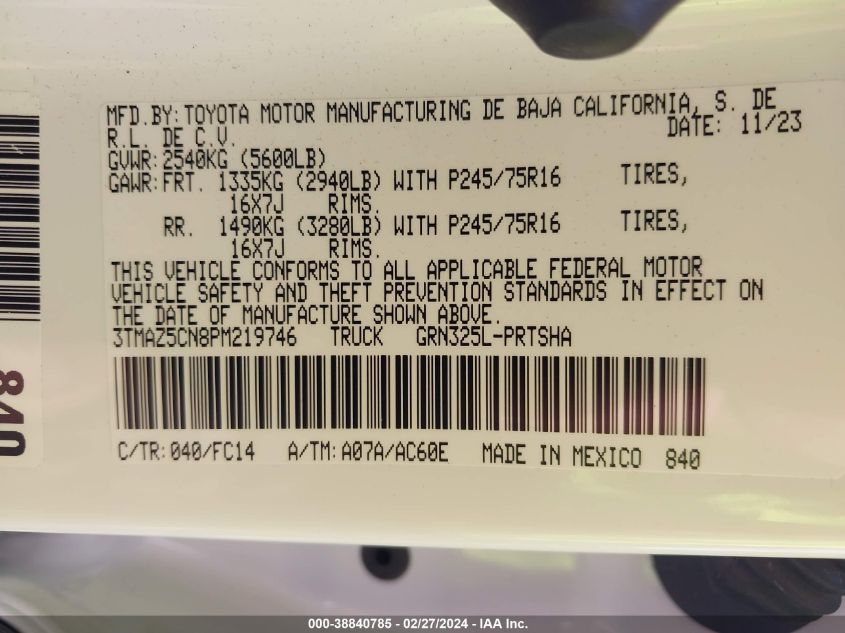 MFD.BY:TOYOTA MOTOR MANUFACTURING DE BAJA CALIFORNIA, S. DE
R.L. DE C.V.
DATE: 11/23
GVWR:2540KG (5600LB)
GAWR:FRT. 1335KG (2940LB) WITH P245/75R16 TIRES,
16X7J RIMS.
RR. 1490KG (3280LB) WITH P245/75R16 TIRES,
16X7J RIMS.
THIS VEHICLE CONFORMS TO ALL APPLICABLE FEDERAL MOTOR
VEHICLE SAFETY AND THEFT PREVENTION STANDARDS IN EFFECT ON
THE DATE OF MANUFACTURE SHOWN ABOVE.
3TMAZ5CN8PM219746 TRUCK GRN325L-PRTSHA
C/TR:040/FC14 A/TM:A07A/AC60E MADE IN MEXICO 840
840
000-38840785 - 02/27/2024 - IAA Inc.